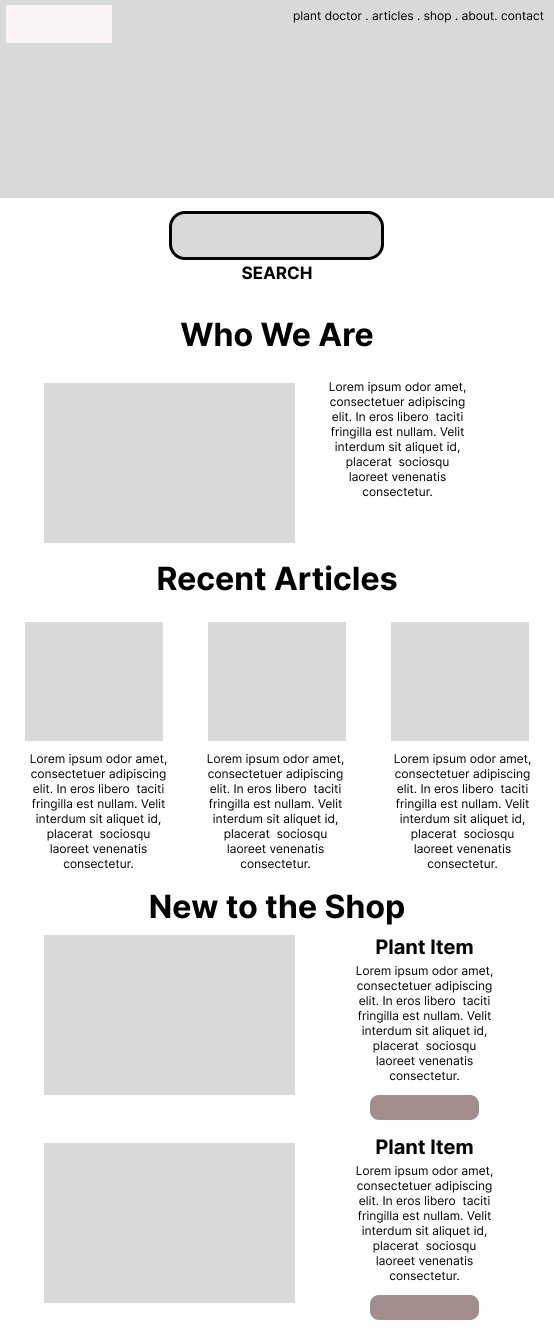 plant doctor . articles . shop . about. contact
SEARCH
Who We Are
Lorem ipsum odor amet,
consectetuer adipiscing
elit. In eros libero  taciti
fringilla est nullam. Velit
interdum sit aliquet id,
placerat  sociosqu
laoreet venenatis
consectetur.
Recent Articles
Lorem ipsum odor amet,
consectetuer adipiscing
elit. In eros libero  taciti
fringilla est nullam. Velit
interdum sit aliquet id,
placerat  sociosqu
laoreet venenatis
consectetur.
Lorem ipsum odor amet,
consectetuer adipiscing
elit. In eros libero  taciti
fringilla est nullam. Velit
interdum sit aliquet id,
placerat  sociosqu
laoreet venenatis
consectetur.
Lorem ipsum odor amet,
consectetuer adipiscing
elit. In eros libero  taciti
fringilla est nullam. Velit
interdum sit aliquet id,
placerat  sociosqu
laoreet venenatis
consectetur.
New to the Shop
Plant Item
Lorem ipsum odor amet,
consectetuer adipiscing
elit. In eros libero  taciti
fringilla est nullam. Velit
interdum sit aliquet id,
placerat  sociosqu
laoreet venenatis
consectetur.
Plant Item
Lorem ipsum odor amet,
consectetuer adipiscing
elit. In eros libero  taciti
fringilla est nullam. Velit
interdum sit aliquet id,
placerat  sociosqu
laoreet venenatis
consectetur.